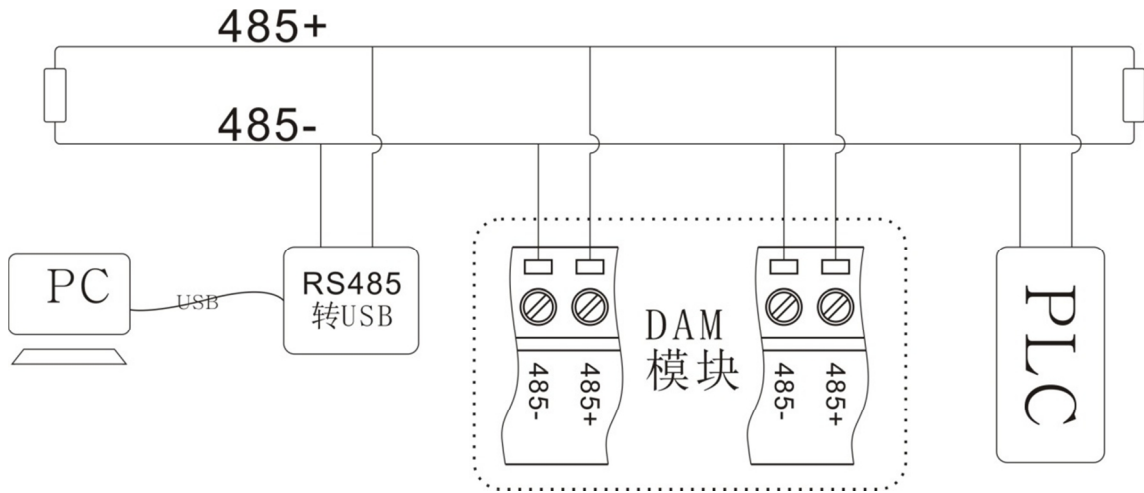 485+
485-
PC
USB
RS485
转USB
485-
485+
DAM
模块
485-
485+
PLC